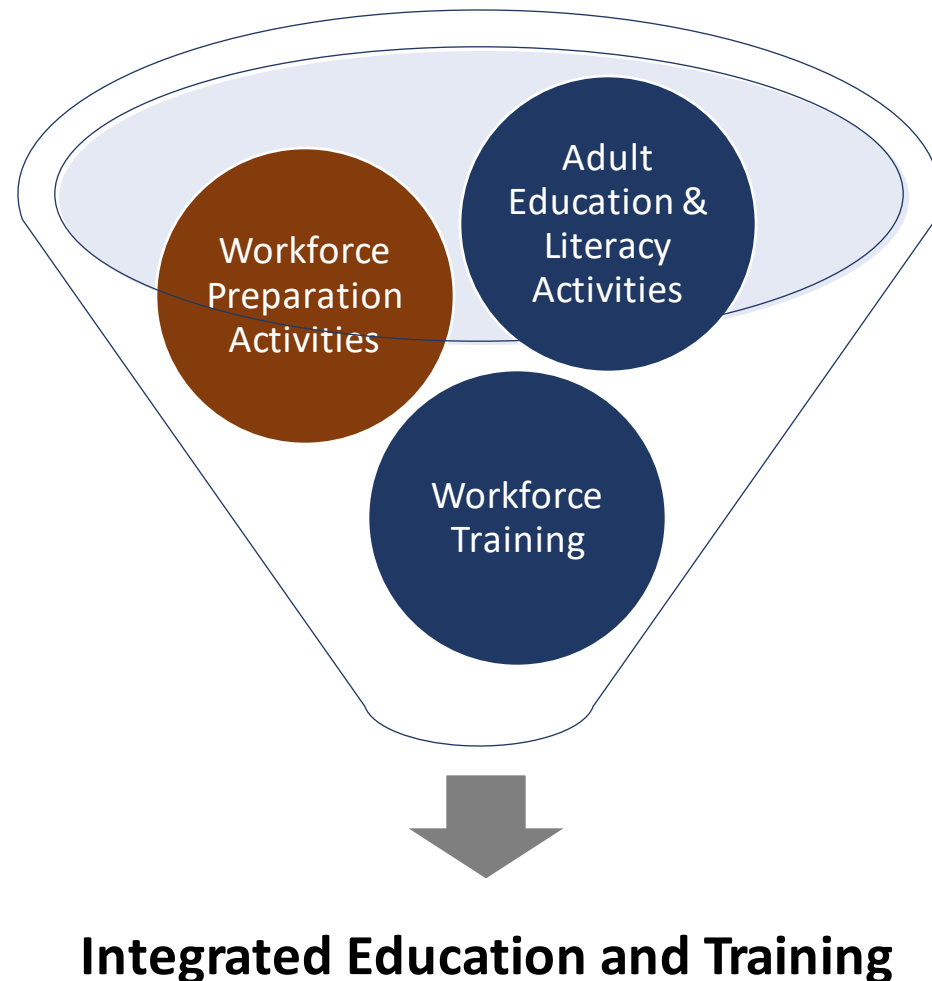 Adult
Education &
Literacy
Activities
Workforce
Preparation
Activities
Workforce
Training
Integrated Education and Training